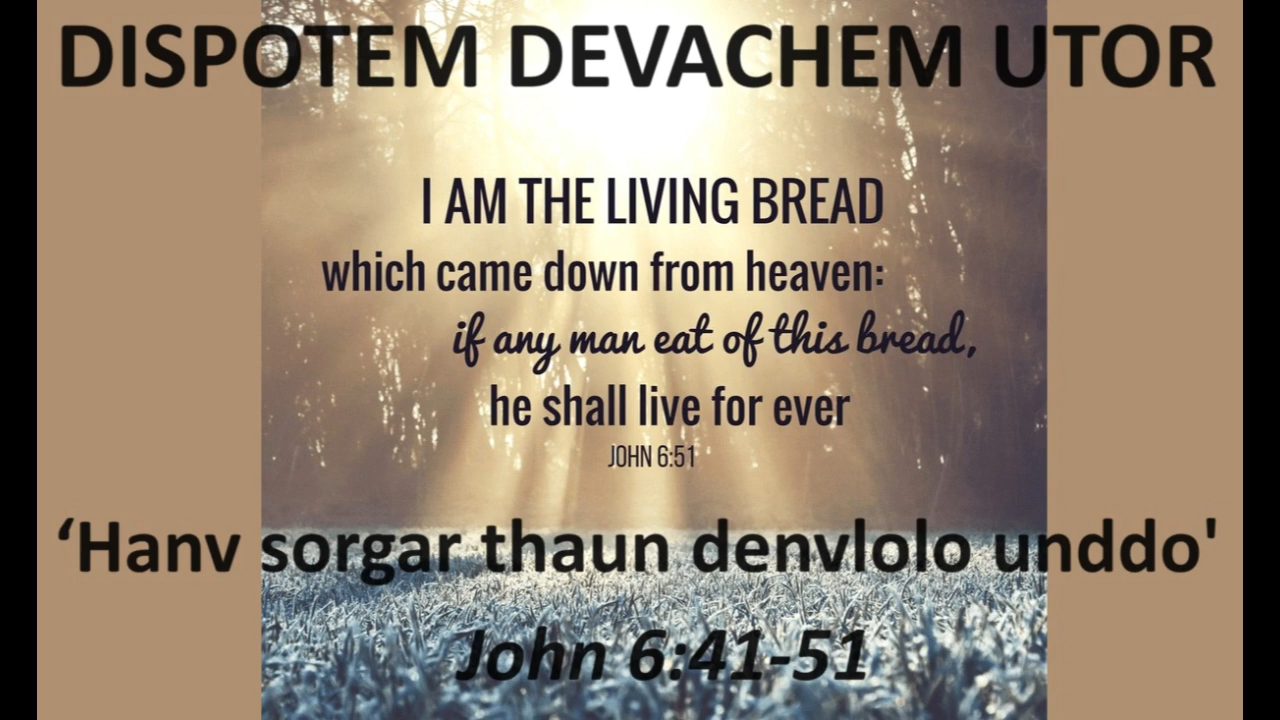 DISPOTEM DEVACHEM UTOR
I AM THE LIVING BREAD
which came down from heaven:
if any man eat of this bread,
he shall live for ever
JOHN 6:51
‘Hanv sorgar thaun denvlolo unddo'
John 6:41-51